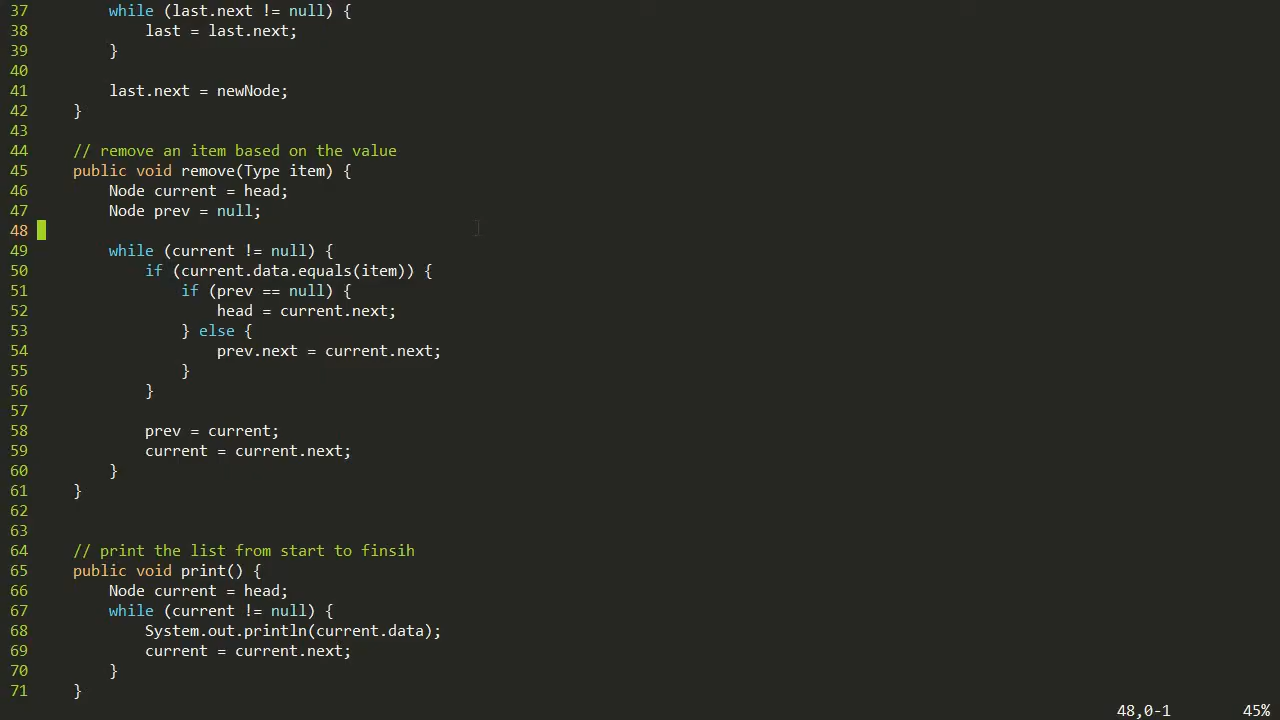 37         while (last.next != null) {
38             last = last.next;
39         }
40
41         last.next = newNode;
42     }
43
44     // remove an item based on the value
45     public void remove(Type item) {
46         Node current = head;
47         Node prev = null;
48
49         while (current != null) {
50             if (current.data.equals(item)) {
51                 if (prev == null) {
52                     head = current.next;
53                 } else {
54                     prev.next = current.next;
55                 }
56             }
57
58             prev = current;
59             current = current.next;
60         }
61     }
62
63
64     // print the list from start to finsih
65     public void print() {
66         Node current = head;
67         while (current != null) {
68             System.out.println(current.data);
69             current = current.next;
70         }
71     }
48,0-1 45%